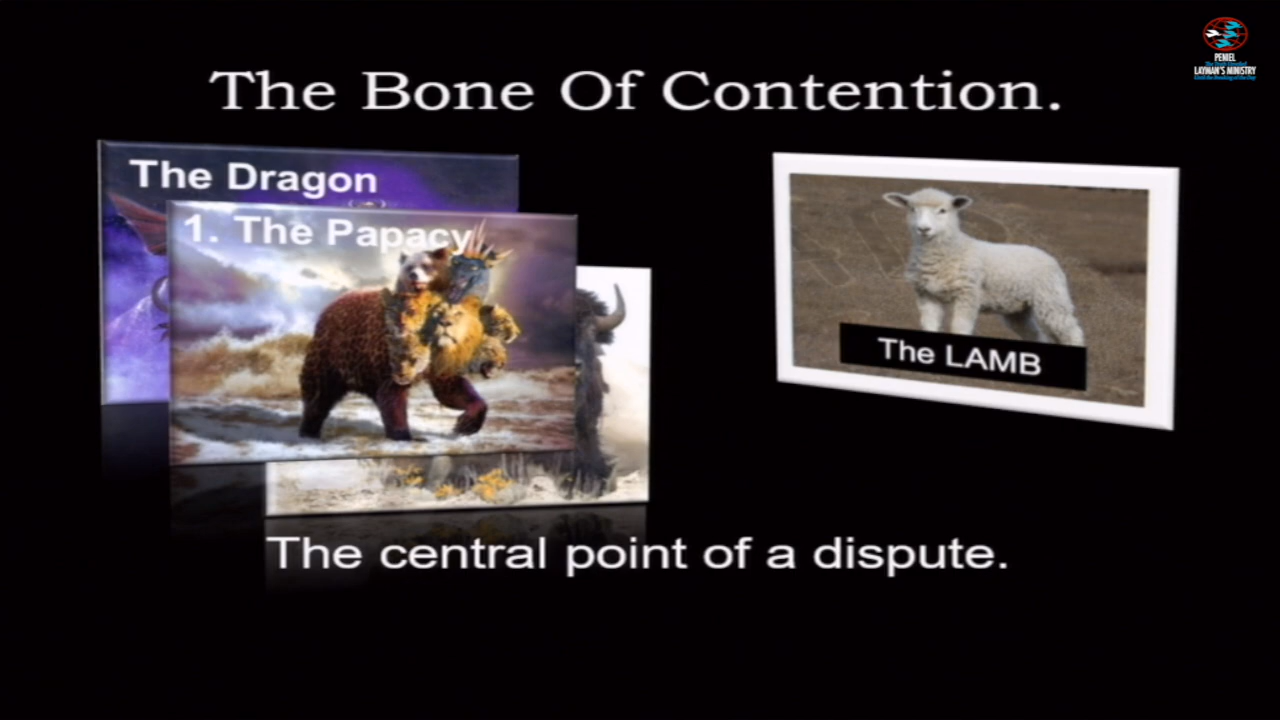 The Bone Of Contention.
The Dragon
1. The Papacy
The LAMB
The central point of a dispute.
PENIEL
LAYMAN'S MINISTRY